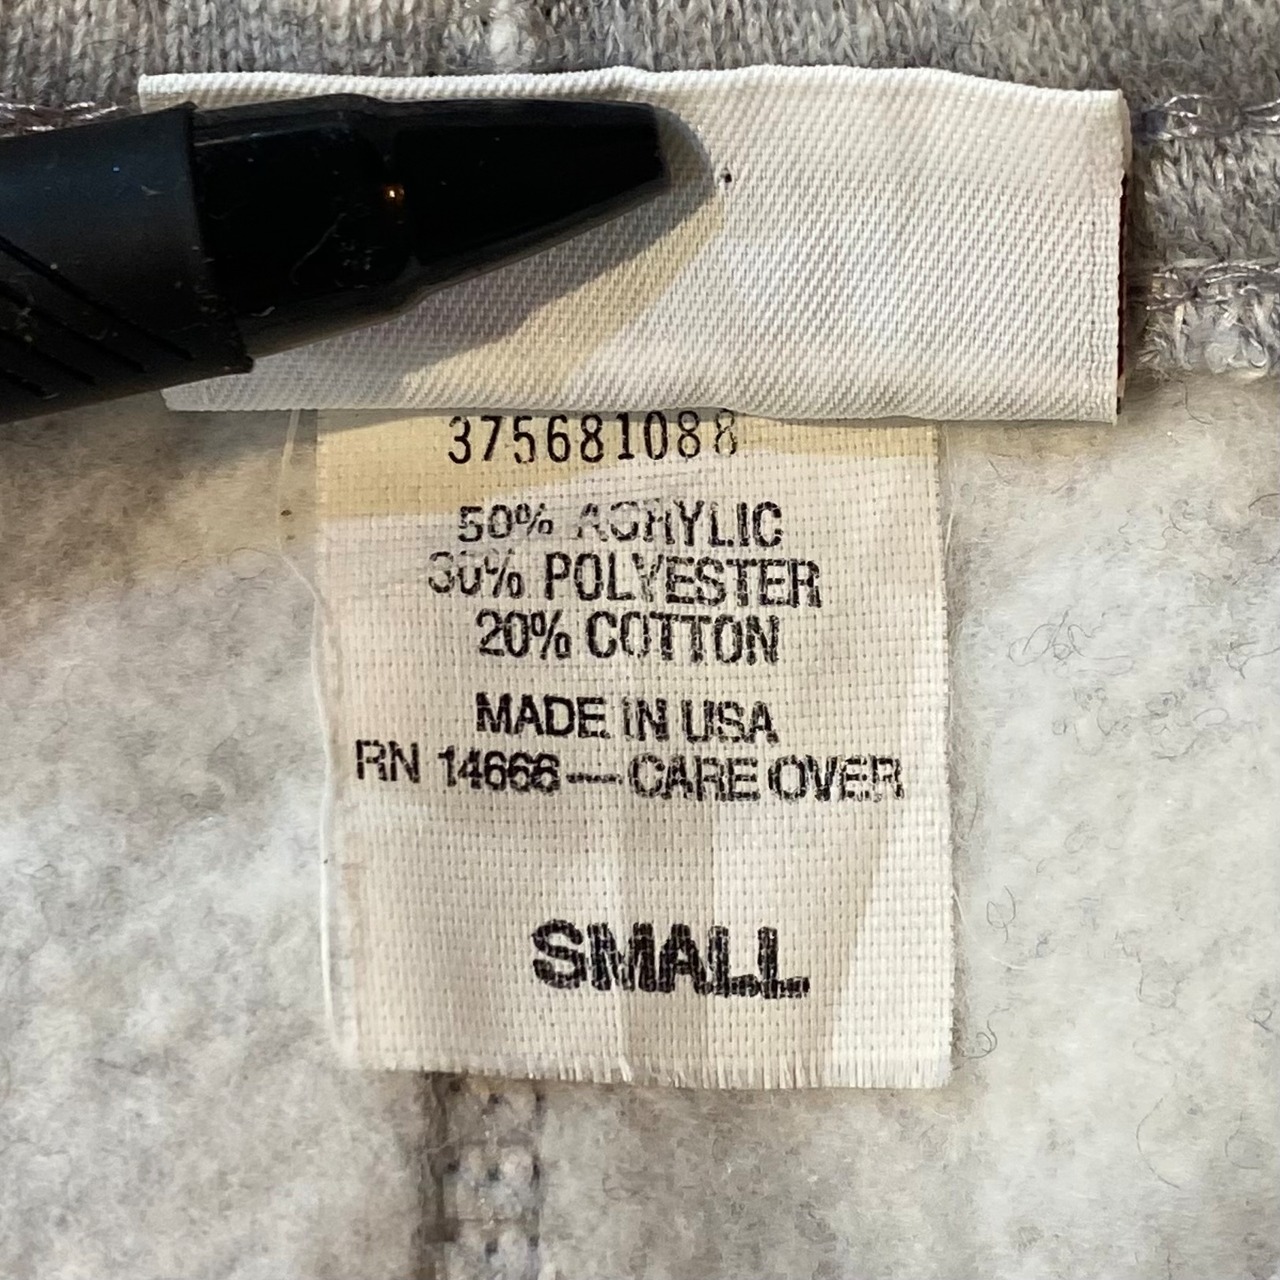 375681088
50% ACRYLIC
30% POLYESTER
20% COTTON
MADE IN USA
RN 14666 — CARE OVER
SMALL